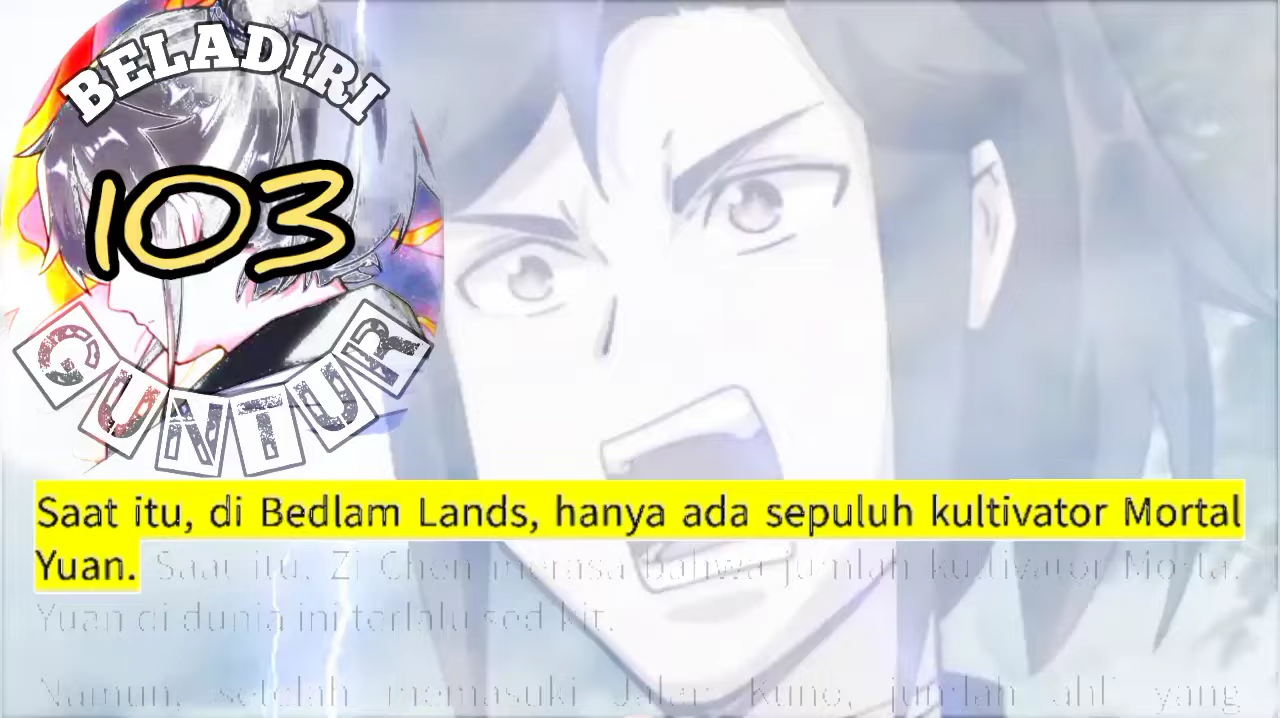 BELADIRI
103
GUNTUR
Saat itu, di Bedlam Lands, hanya ada sepuluh kultivator Mortal
Yuan. Saat itu, Zi Chen merasa bahwa jumlah kultivator Mortal
Yuan di dunia ini terlalu sedikit.
Namun, setelah memasuki Jalan Kuno, jumlah ahli yang